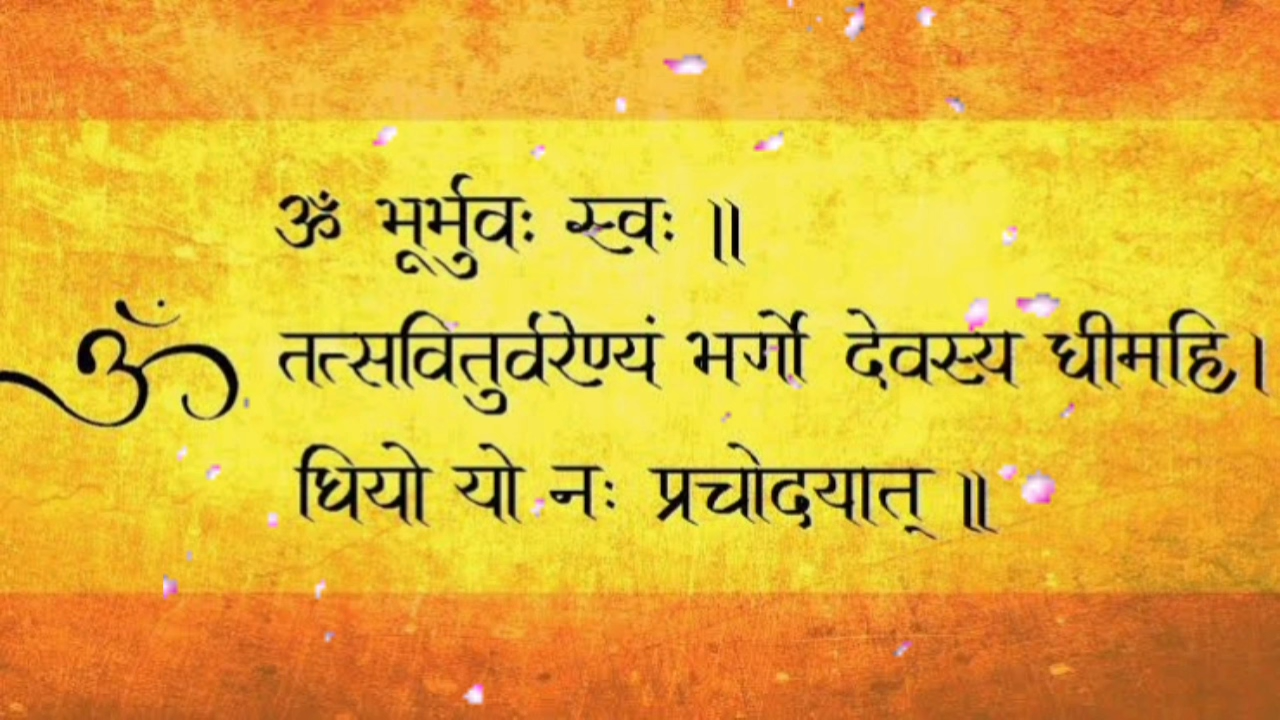 ॐ भूर्भुवः स्वः ॥
ॐ
तत्सवितुर्वरेण्यं भर्गो देवस्य धीमहि।
धियो यो नः प्रचोदयात् ॥